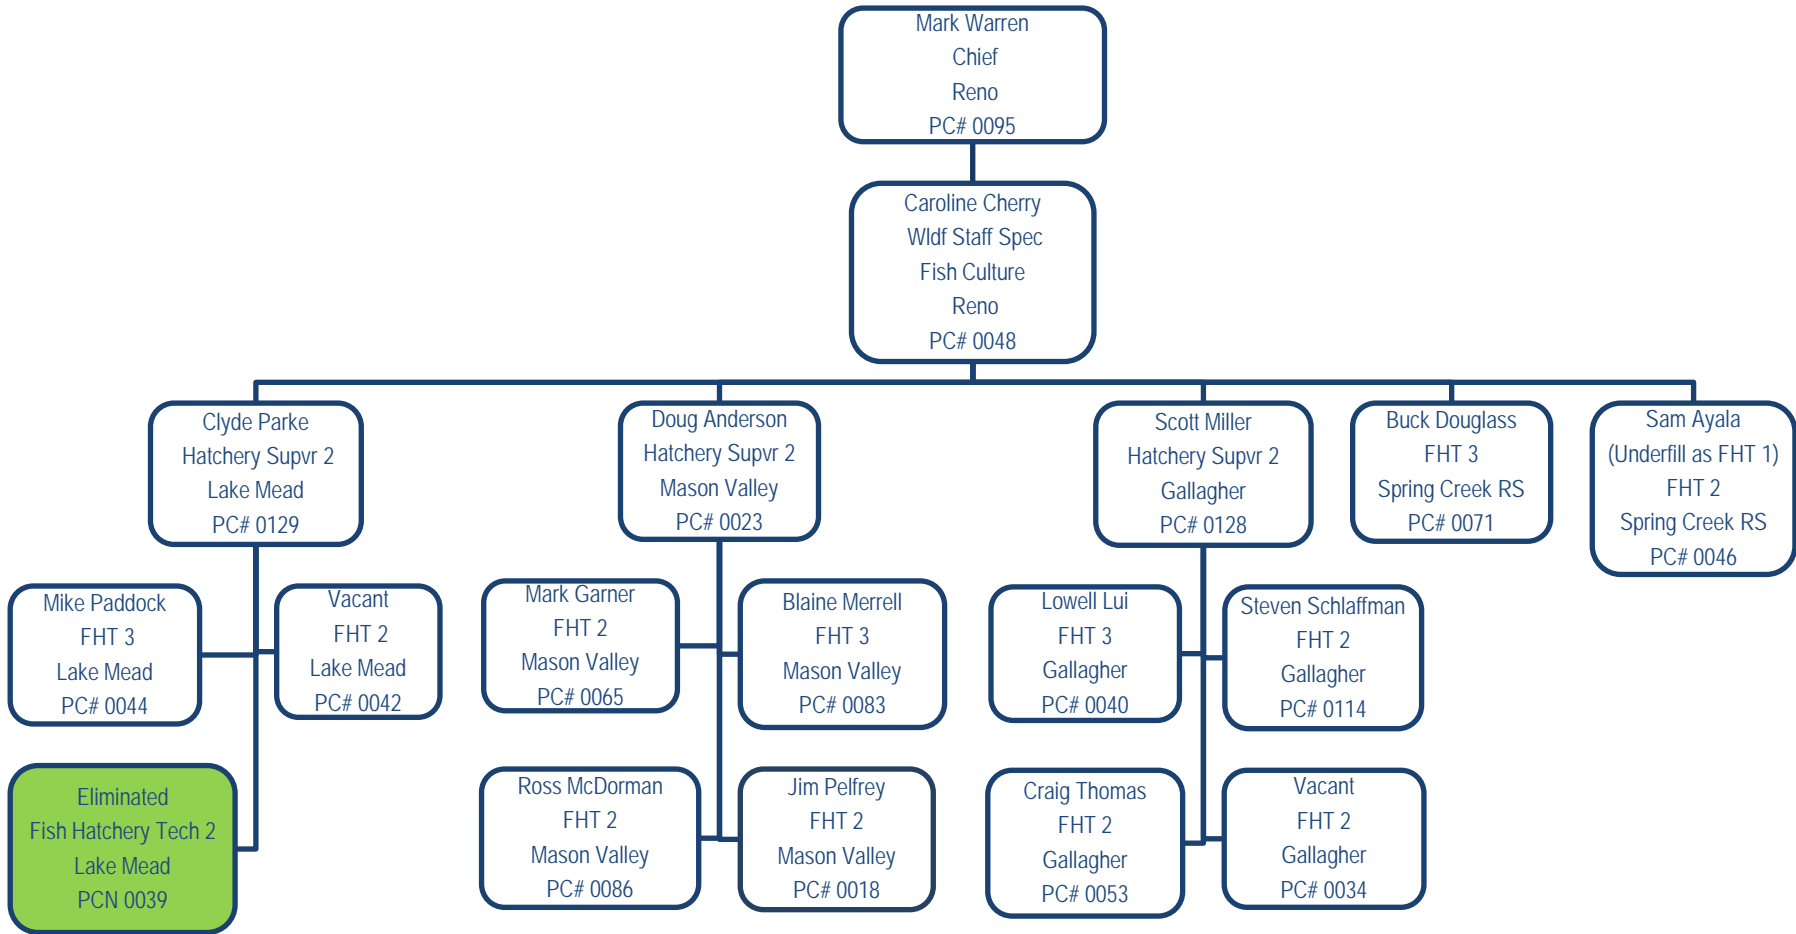 Mark Warren
Chief
Reno
PC# 0095
Caroline Cherry
Wldf Staff Spec
Fish Culture
Reno
PC# 0048
Clyde Parke
Hatchery Supvr 2
Lake Mead
PC# 0129
Doug Anderson
Hatchery Supvr 2
Mason Valley
PC# 0023
Scott Miller
Hatchery Supvr 2
Gallagher
PC# 0128
Buck Douglass
FHT 3
Spring Creek RS
PC# 0071
Sam Ayala
(Underfill as FHT 1)
FHT 2
Spring Creek RS
PC# 0046
Mike Paddock
FHT 3
Lake Mead
PC# 0044
Vacant
FHT 2
Lake Mead
PC# 0042
Mark Garner
FHT 2
Mason Valley
PC# 0065
Blaine Merrell
FHT 3
Mason Valley
PC# 0083
Lowell Lui
FHT 3
Gallagher
PC# 0040
Steven Schlaffman
FHT 2
Gallagher
PC# 0114
Eliminated
Fish Hatchery Tech 2
Lake Mead
PCN 0039
Ross McDorman
FHT 2
Mason Valley
PC# 0086
Jim Pelfrey
FHT 2
Mason Valley
PC# 0018
Craig Thomas
FHT 2
Gallagher
PC# 0053
Vacant
FHT 2
Gallagher
PC# 0034